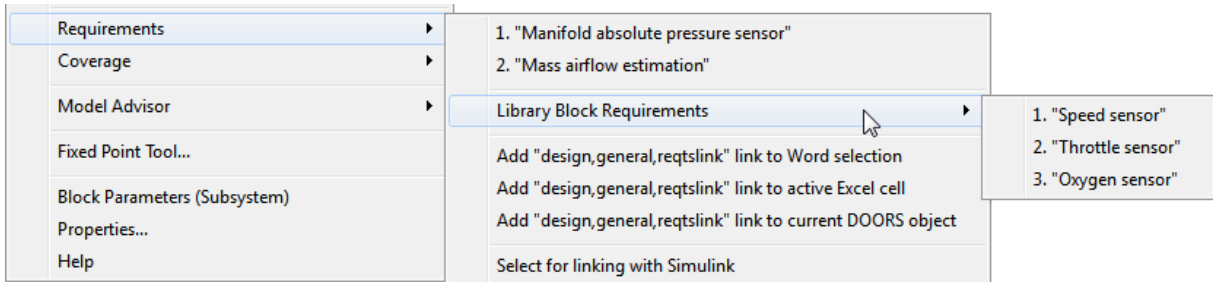 Requirements
Coverage
Model Advisor
Fixed Point Tool...
Block Parameters (Subsystem)
Properties...
Help
1. "Manifold absolute pressure sensor"
2. "Mass airflow estimation"
Library Block Requirements
Add "design,general,reqtslink" link to Word selection
Add "design,general,reqtslink" link to active Excel cell
Add "design,general,reqtslink" link to current DOORS object
Select for linking with Simulink
1. "Speed sensor"
2. "Throttle sensor"
3. "Oxygen sensor"